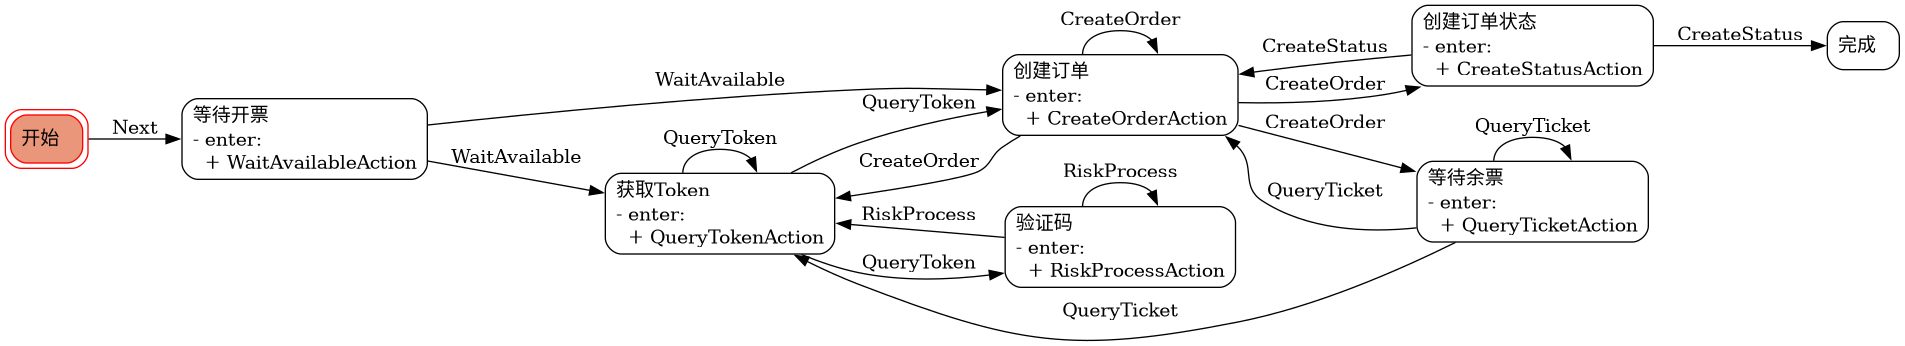 开始
Next
等待开票
- enter:
+ WaitAvailableAction
WaitAvailable
WaitAvailable
QueryToken
获取Token
- enter:
+ QueryTokenAction
QueryToken
CreateOrder
RiskProcess
QueryToken
CreateOrder
创建订单
- enter:
+ CreateOrderAction
RiskProcess
验证码
- enter:
+ RiskProcessAction
QueryTicket
CreateStatus
CreateOrder
CreateOrder
QueryTicket
创建订单状态
- enter:
+ CreateStatusAction
QueryTicket
等待余票
- enter:
+ QueryTicketAction
CreateStatus
完成